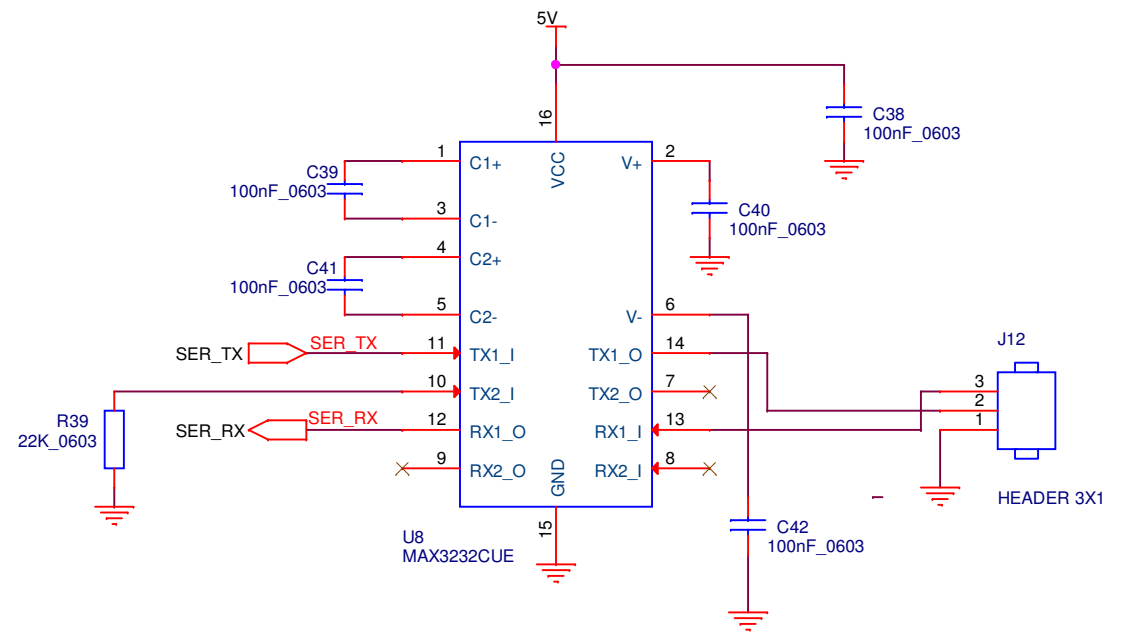 5V
16
VCC
C38
100nF_0603
C39
100nF_0603
1
C1+
V+
2
3
C1-
C40
100nF_0603
4
C2+
C41
100nF_0603
5
C2-
V-
6
SER_TX
SER_TX
11
TX1_I
TX1_O
14
J12
10
TX2_I
TX2_O
7
3
2
1
R39
22K_0603
SER_RX
SER_RX
12
RX1_O
RX1_I
13
9
RX2_O
RX2_I
8
GND
15
HEADER 3X1
U8
MAX3232CUE
C42
100nF_0603